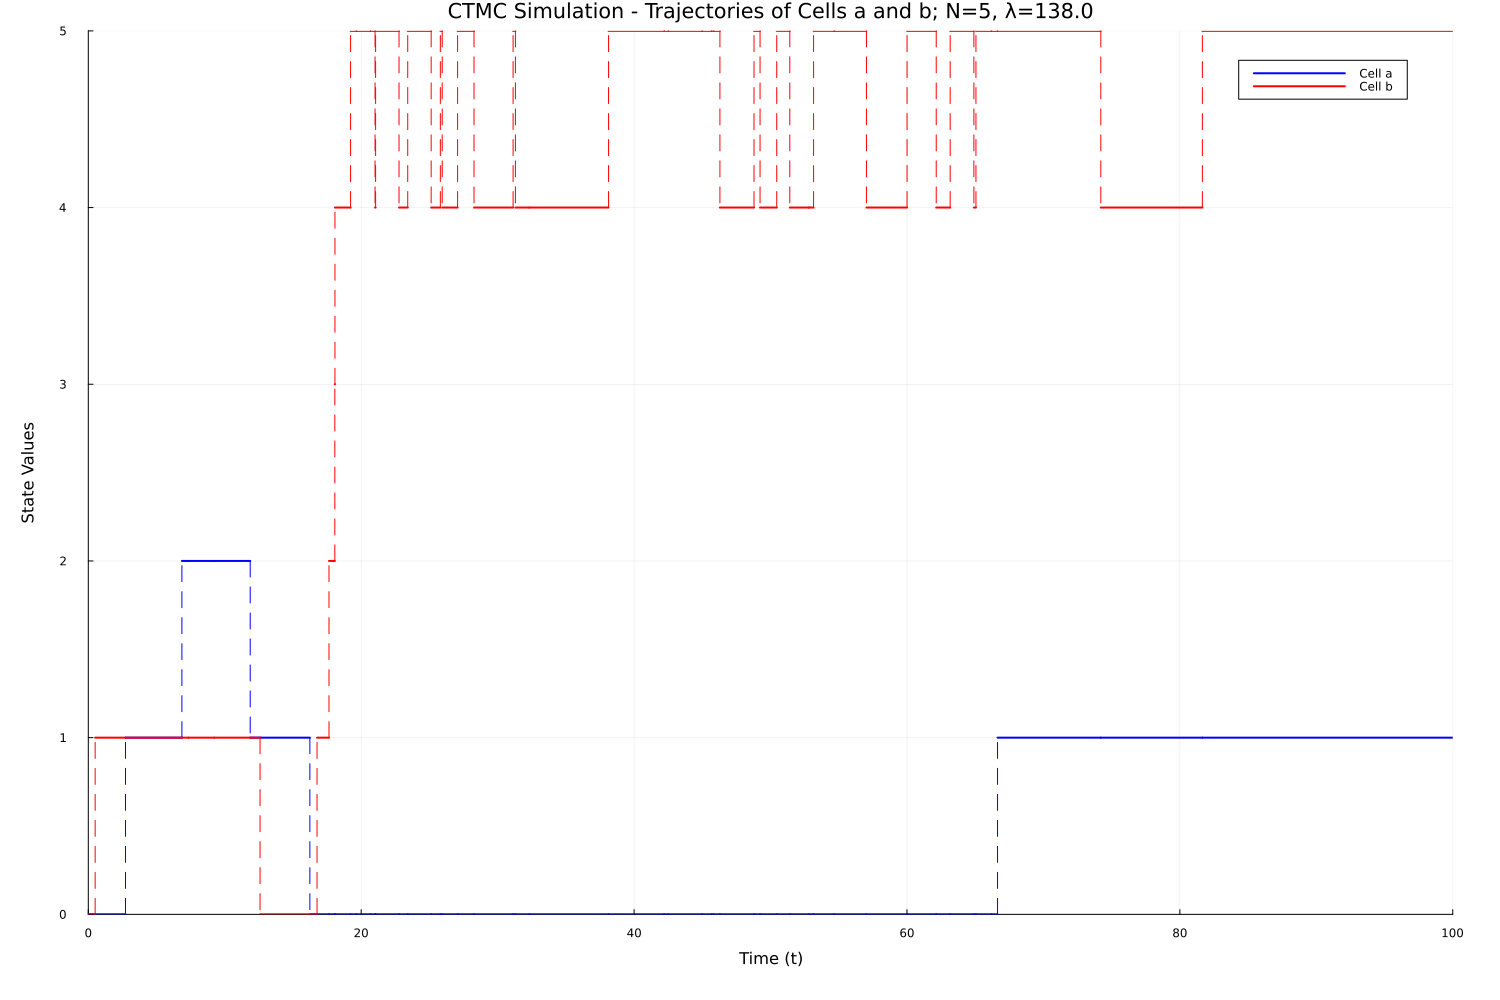 CTMC Simulation - Trajectories of Cells a and b; N=5, λ=138.0
5
4
3
2
1
0
State Values
Cell a
Cell b
0 20 40 60 80 100
Time (t)